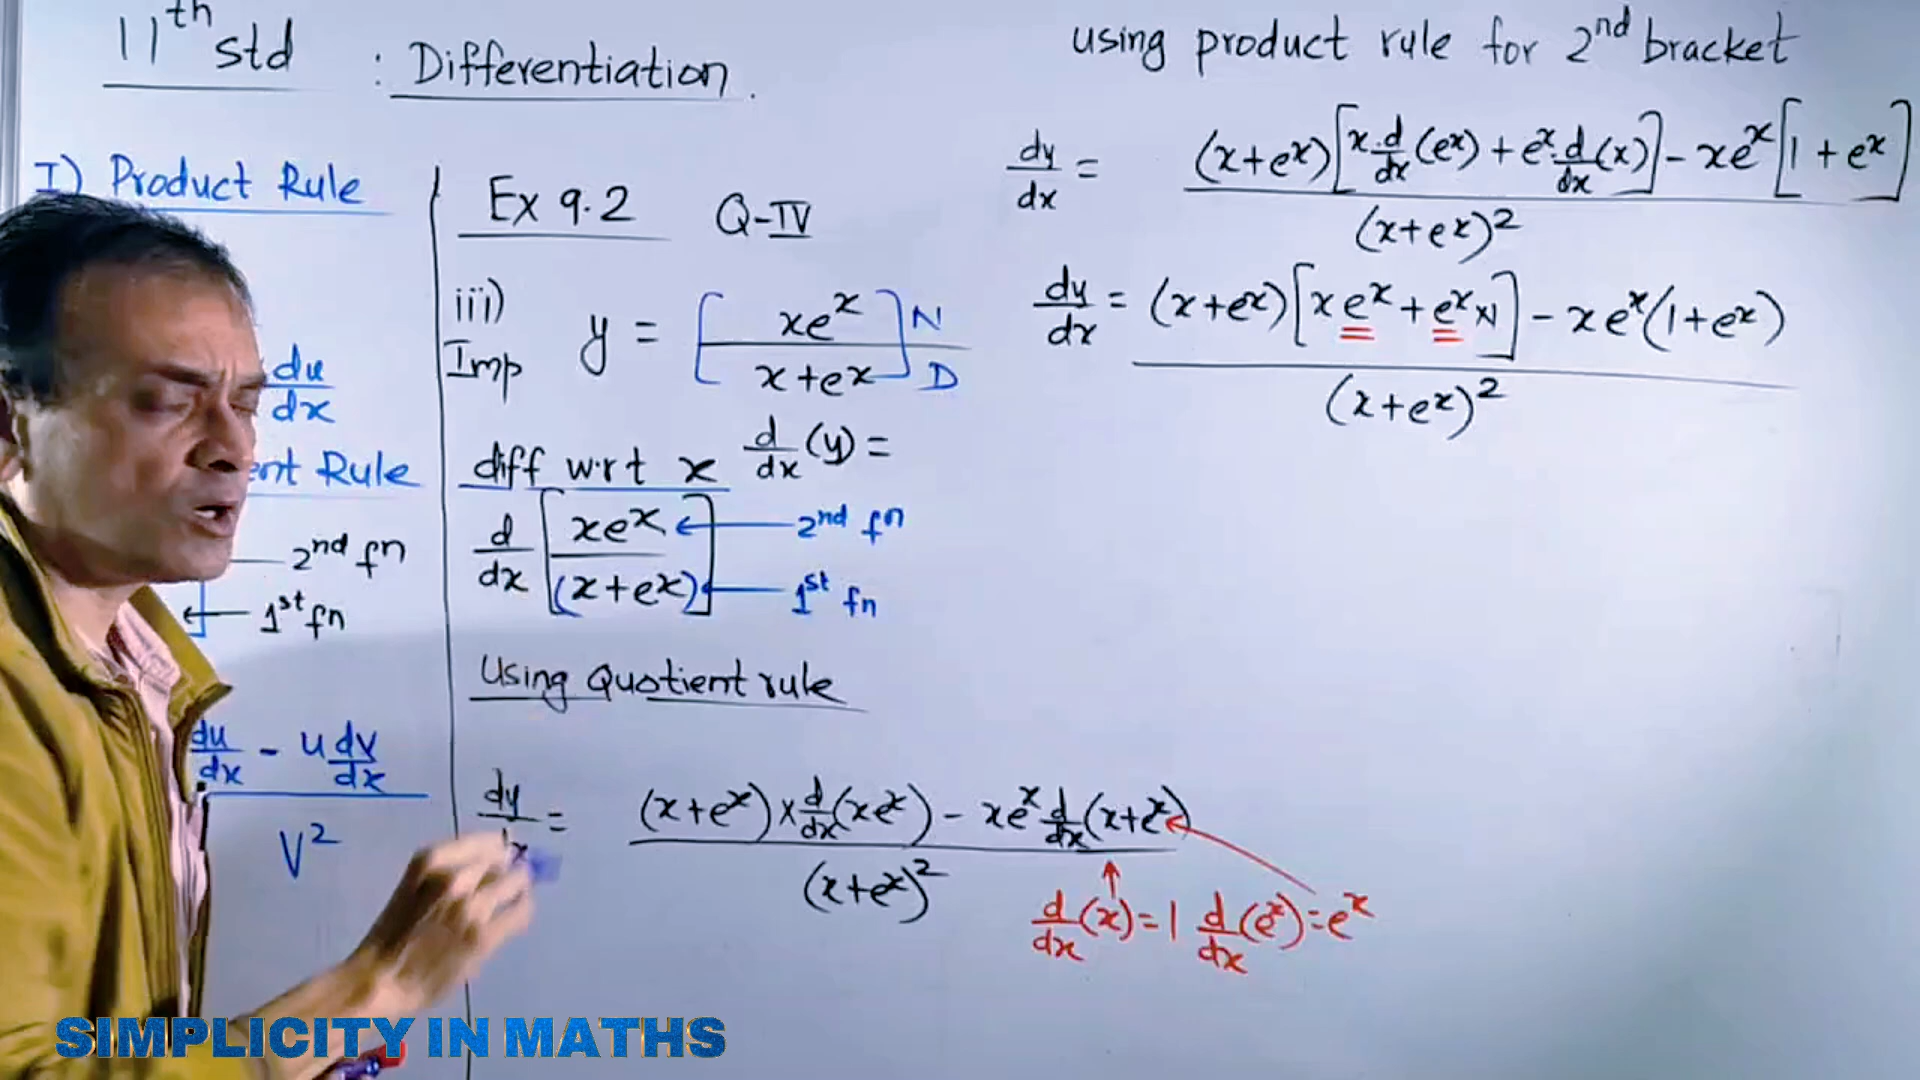 11th std : Differentiation.
I) Product Rule
du/dx
ent Rule
2nd fn
1st fn
du/dx - u dv/dx
V²
Ex 9.2 Q-IV
iii) Imp y = [xe^x / x+e^x] N D
diff w.r.t x d/dx (y) =
d/dx [xe^x / (x+e^x)] 2nd fn 1st fn
Using Quotient rule
dy/dx = (x+e^x) × d/dx(xe^x) - xe^x d/dx(x+e^x) / (x+e^x)²
d/dx(x) = 1 d/dx(e^x) = e^x
using product rule for 2nd bracket
dy/dx = (x+e^x)[x.d/dx(e^x) + e^x.d/dx(x)] - xe^x[1 + e^x] / (x+e^x)²
dy/dx = (x+e^x)[x e^x + e^x×1] - xe^x(1+e^x) / (x+e^x)²
SIMPLICITY IN MATHS